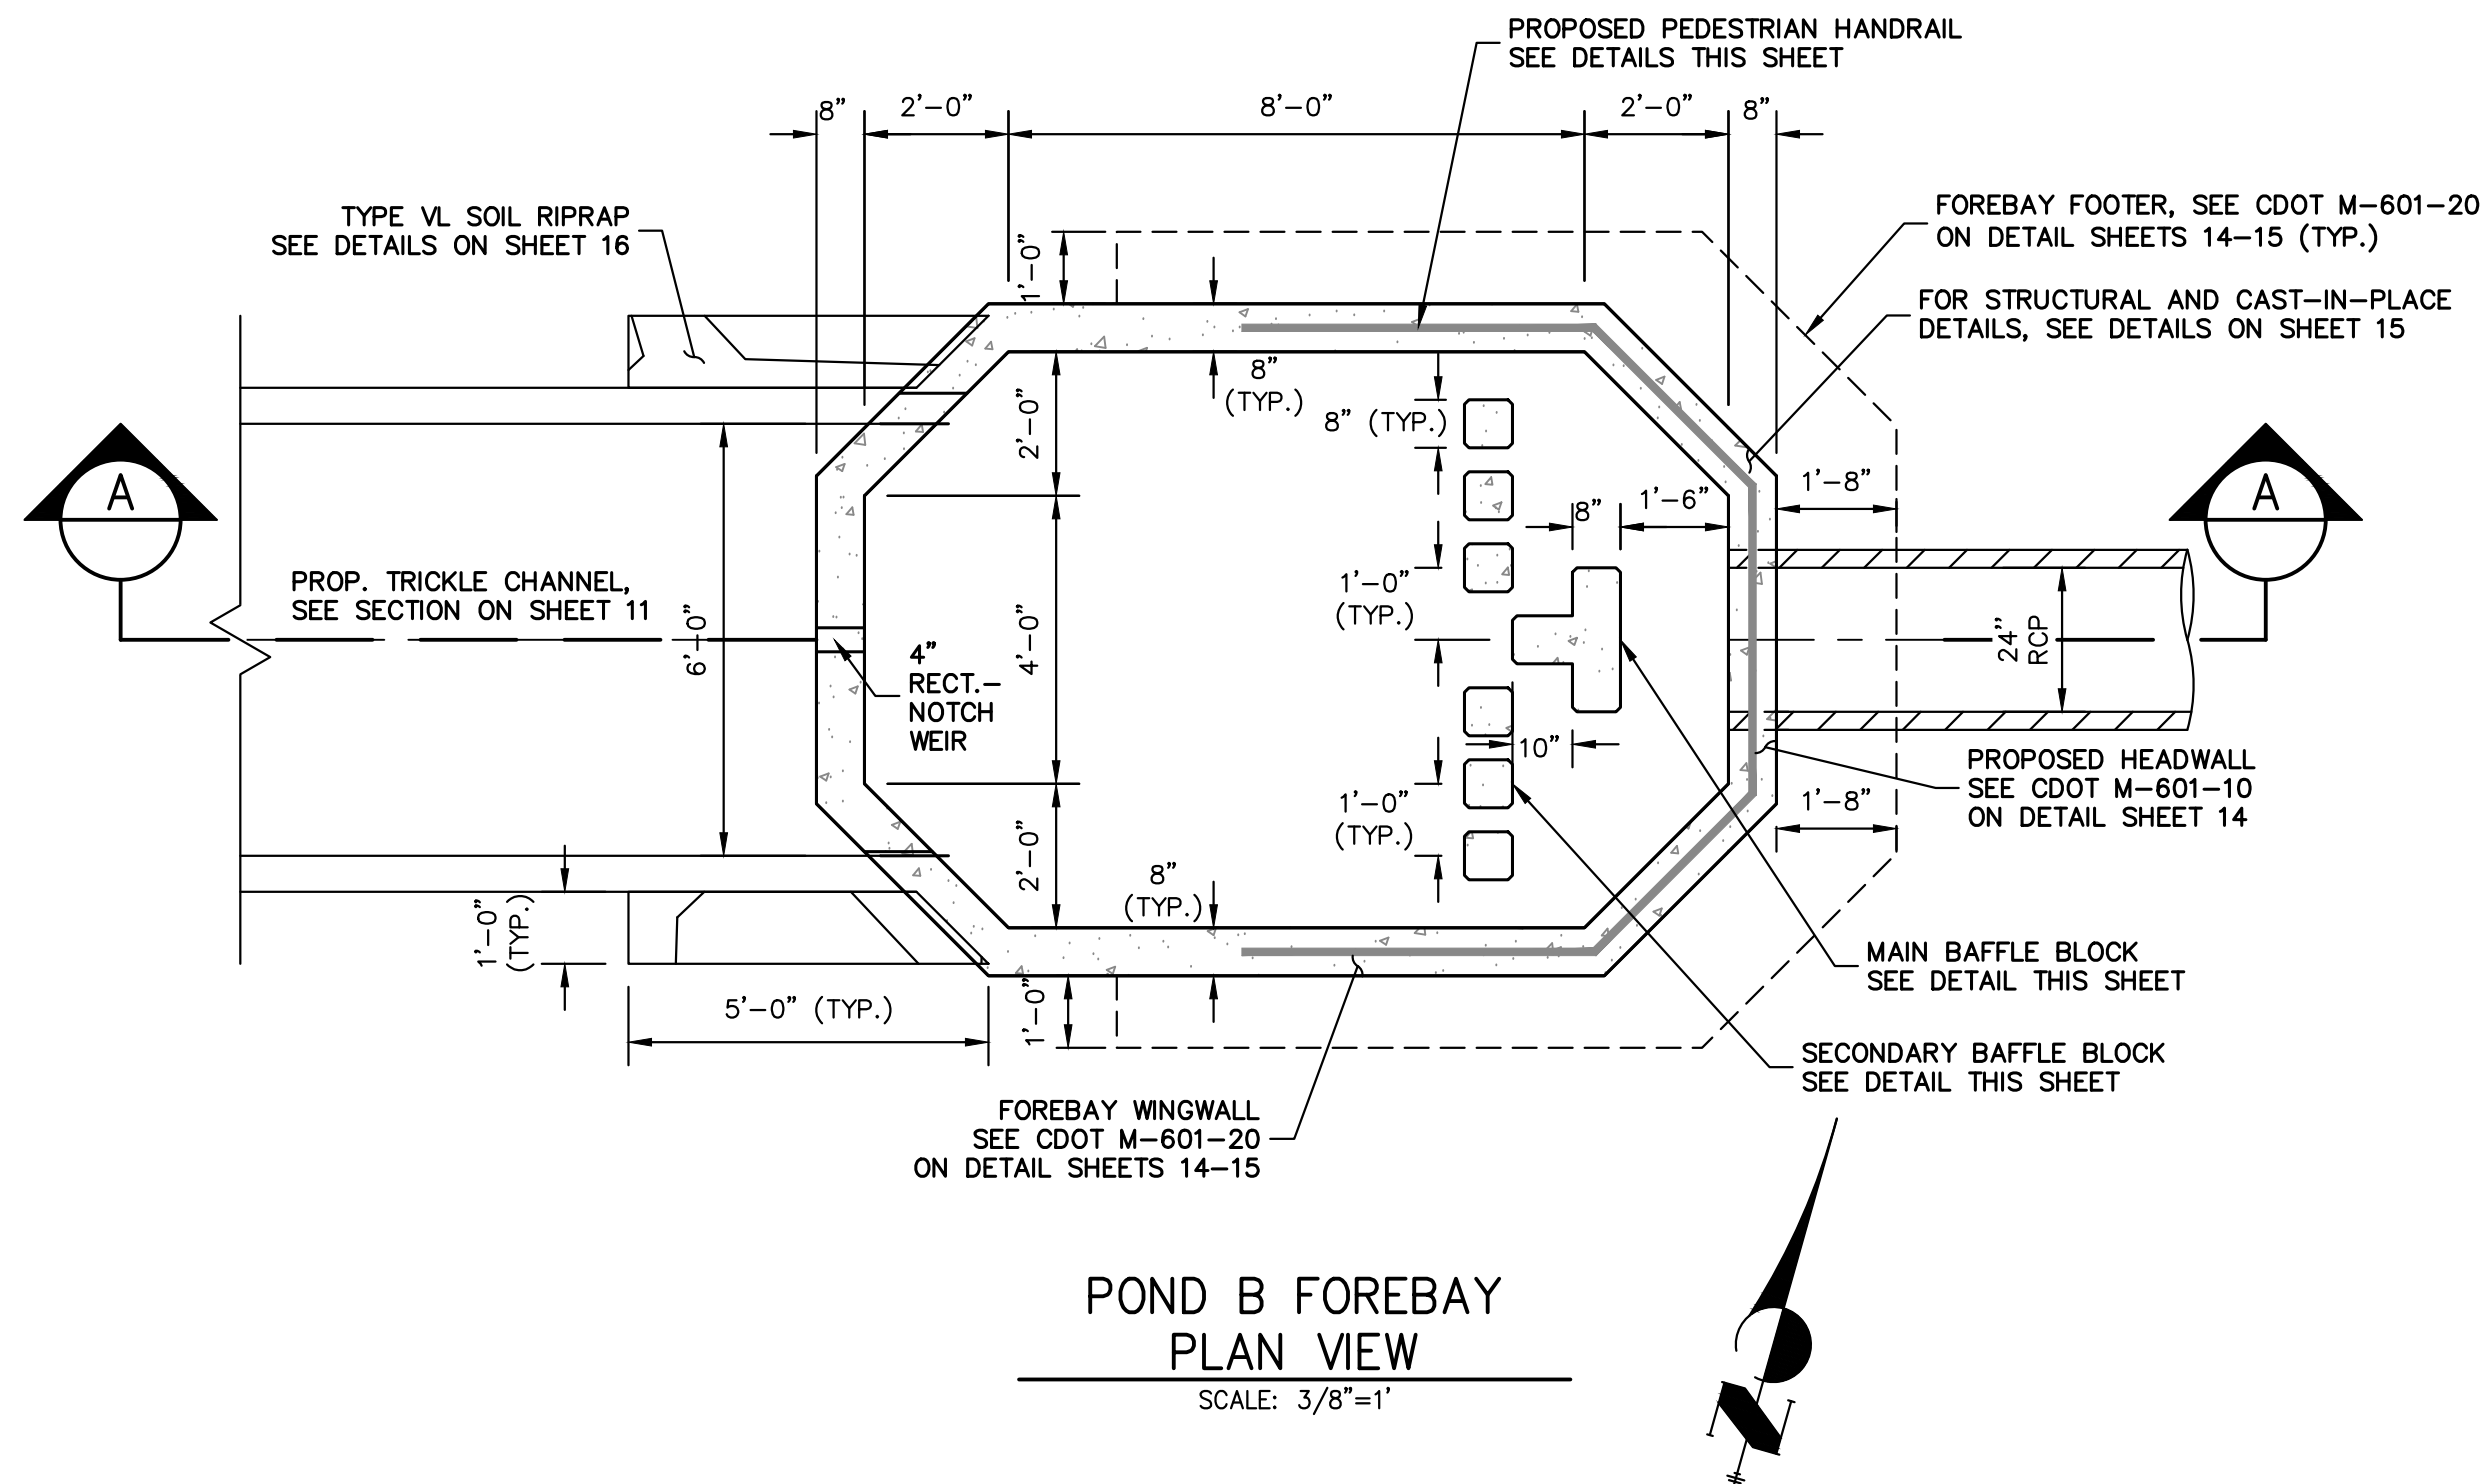 PROPOSED PEDESTRIAN HANDRAIL
SEE DETAILS THIS SHEET
8”
2’-0”
8’-0”
2’-0”
8”
TYPE VL SOIL RIPRAP
SEE DETAILS ON SHEET 16
1’-0”
FOREBAY FOOTER, SEE CDOT M-601-20
ON DETAIL SHEETS 14-15 (TYP.)
FOR STRUCTURAL AND CAST-IN-PLACE
DETAILS, SEE DETAILS ON SHEET 15
8”
(TYP.)
8” (TYP.)
2’-0”
A
8”
1’-6”
1’-8”
A
PROP. TRICKLE CHANNEL,
SEE SECTION ON SHEET 11
6’-0”
4”
RECT.-
NOTCH
WEIR
4’-0”
1’-0”
(TYP.)
24”
RCP
10”
1’-0”
(TYP.)
1’-8”
PROPOSED HEADWALL
SEE CDOT M-601-10
ON DETAIL SHEET 14
2’-0”
8”
(TYP.)
1’-0”
(TYP.)
5’-0” (TYP.)
1’-0”
MAIN BAFFLE BLOCK
SEE DETAIL THIS SHEET
SECONDARY BAFFLE BLOCK
SEE DETAIL THIS SHEET
FOREBAY WINGWALL
SEE CDOT M-601-20
ON DETAIL SHEETS 14-15
POND B FOREBAY
PLAN VIEW
SCALE: 3/8”=1’
N